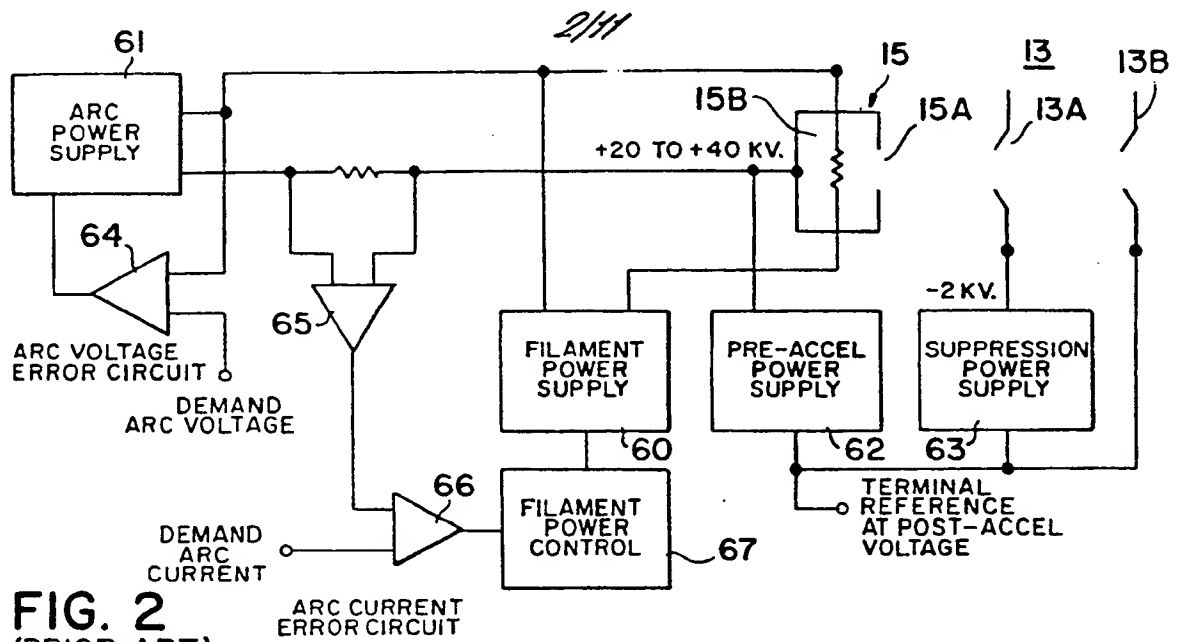 2/11
61
ARC
POWER
SUPPLY
15
13
13B
15B
15A
13A
+20 TO +40 KV.
64
65
-2 KV.
ARC VOLTAGE
ERROR CIRCUIT
DEMAND
ARC VOLTAGE
FILAMENT
POWER
SUPPLY
60
PRE-ACCEL
POWER
SUPPLY
62
SUPPRESSION
POWER
SUPPLY
63
66
DEMAND
ARC
CURRENT
FILAMENT
POWER
CONTROL
67
TERMINAL
REFERENCE
AT POST-ACCEL
VOLTAGE
ARC CURRENT
ERROR CIRCUIT
FIG. 2
(PRIOR ART)